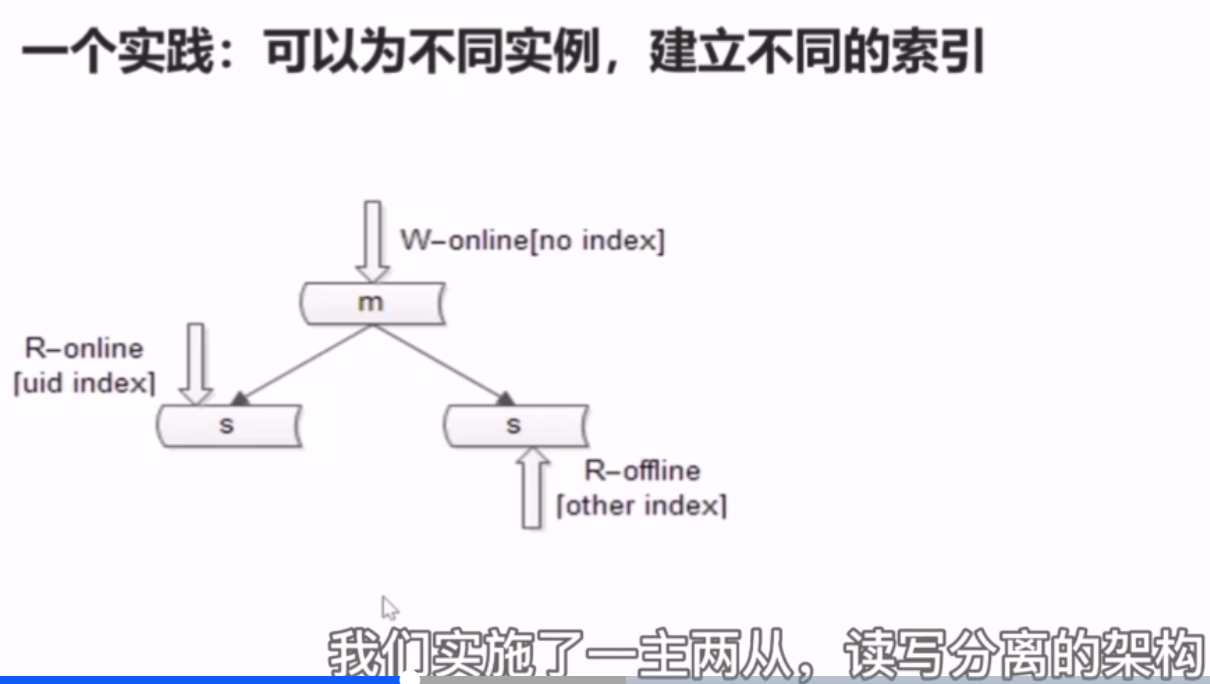 一个实践：可以为不同实例，建立不同的索引
W-online[no index]
m
R-online
[uid index]
s
s
R-offline
[other index]
我们实施了一主两从，读写分离的架构